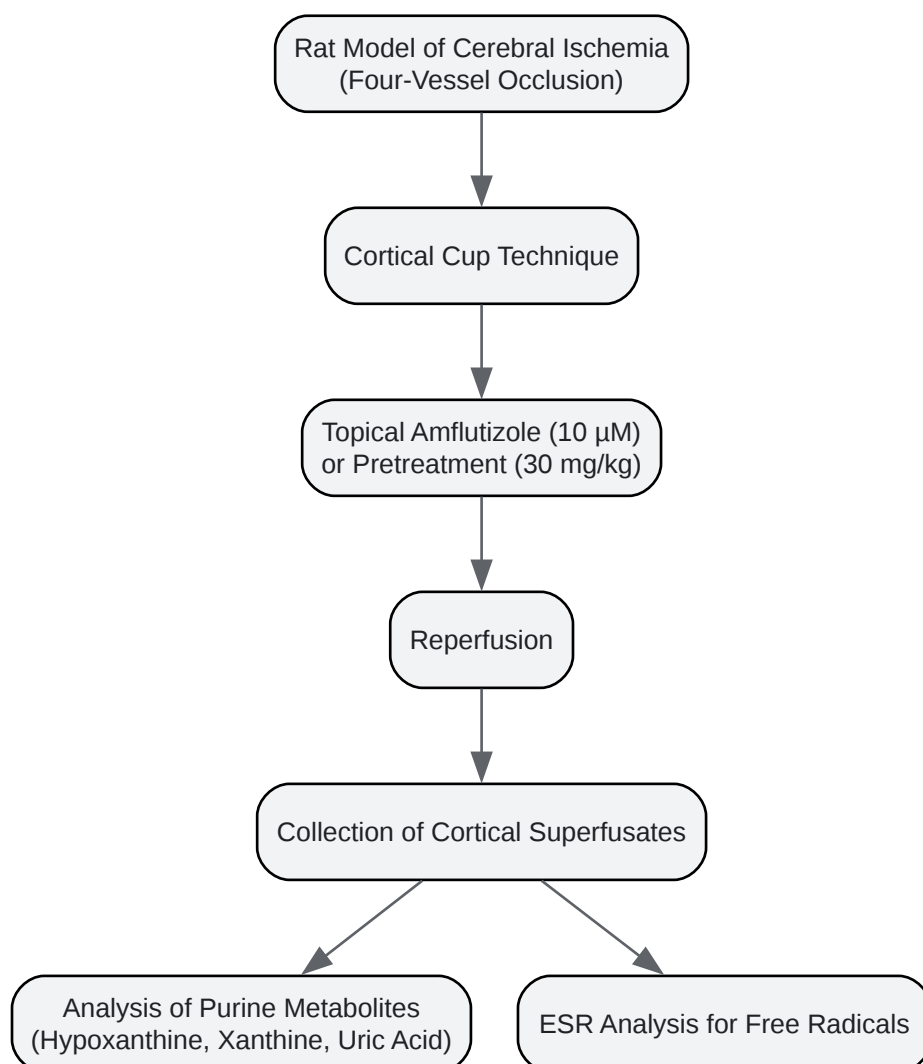 Rat Model of Cerebral Ischemia
(Four-Vessel Occlusion)
Cortical Cup Technique
Topical Amflutizole (10 µM)
or Pretreatment (30 mg/kg)
Reperfusion
Collection of Cortical Superfusates
Analysis of Purine Metabolites
(Hypoxanthine, Xanthine, Uric Acid)
ESR Analysis for Free Radicals